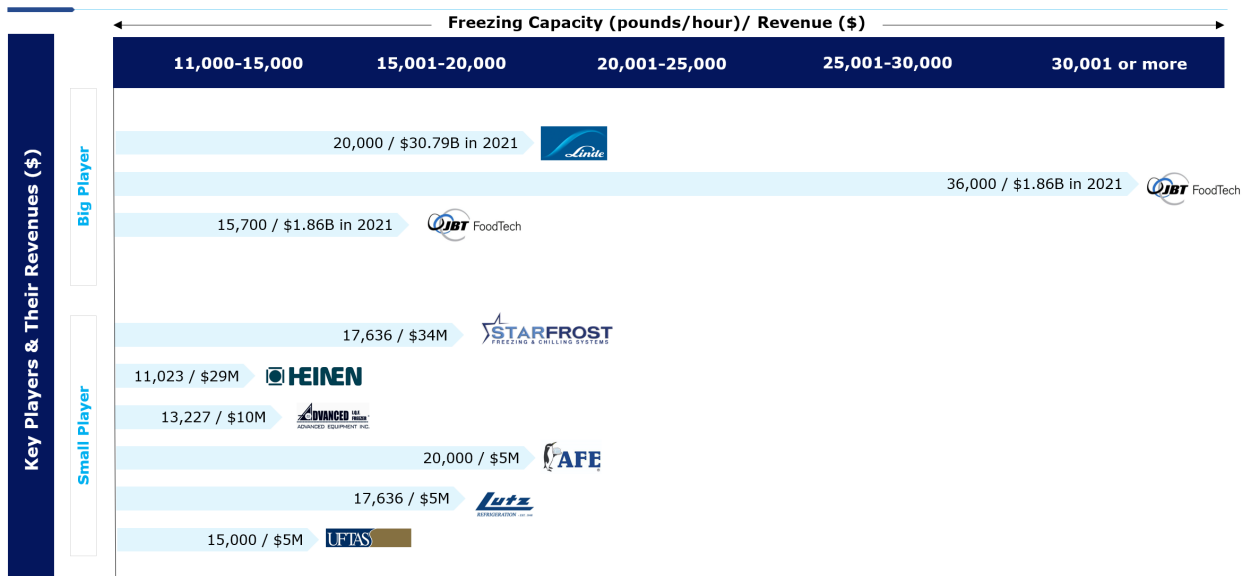 Freezing Capacity (pounds/hour)/ Revenue ($)
11,000-15,000 15,001-20,000 20,001-25,000 25,001-30,000 30,001 or more
Key Players & Their Revenues ($)
Big Player
20,000 / $30.79B in 2021 Linde
36,000 / $1.86B in 2021 JBT FoodTech
15,700 / $1.86B in 2021 JBT FoodTech
Small Player
17,636 / $34M STARFROST
FREEZING & CHILLING SYSTEMS
11,023 / $29M HEINEN
13,227 / $10M ADVANCED I.Q.F. FREEZER
ADVANCED EQUIPMENT INC.
20,000 / $5M AFE
17,636 / $5M Lutz
REFRIGERATION
15,000 / $5M UFTAS